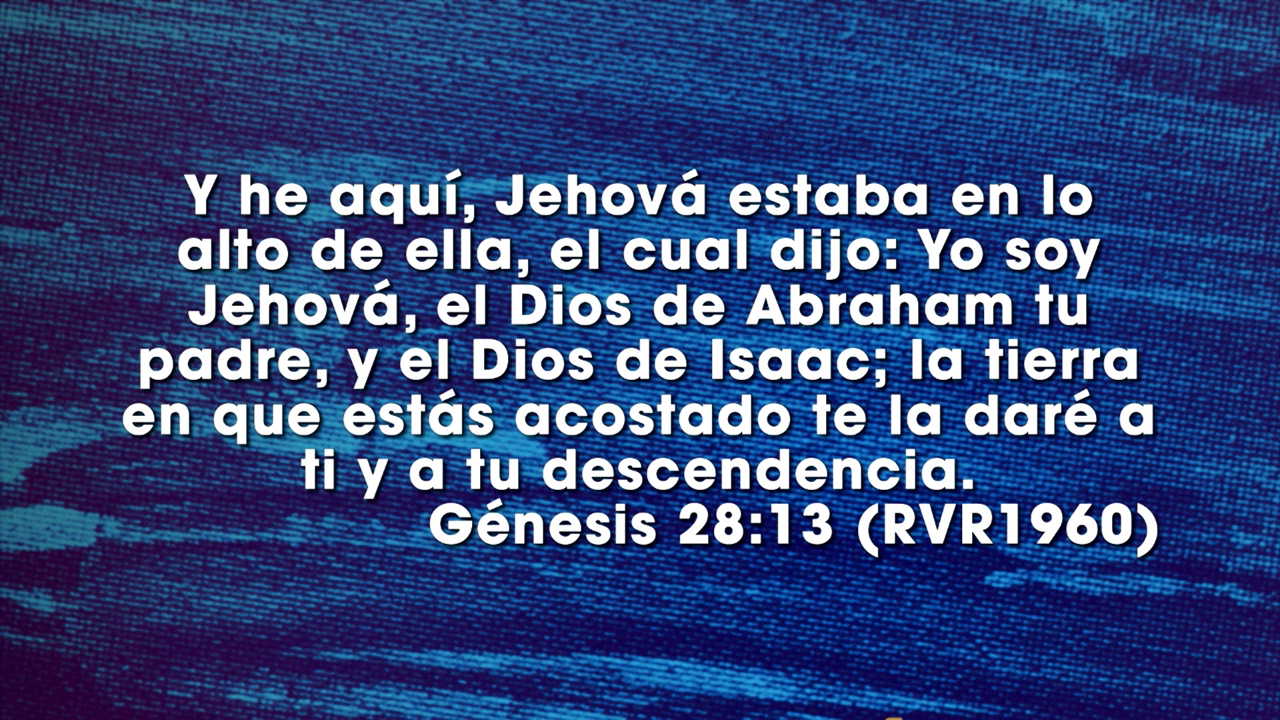 Y he aquí, Jehová estaba en lo
alto de ella, el cual dijo: Yo soy
Jehová, el Dios de Abraham tu
padre, y el Dios de Isaac; la tierra
en que estás acostado te la daré a
ti y a tu descendencia.
Génesis 28:13 (RVR1960)